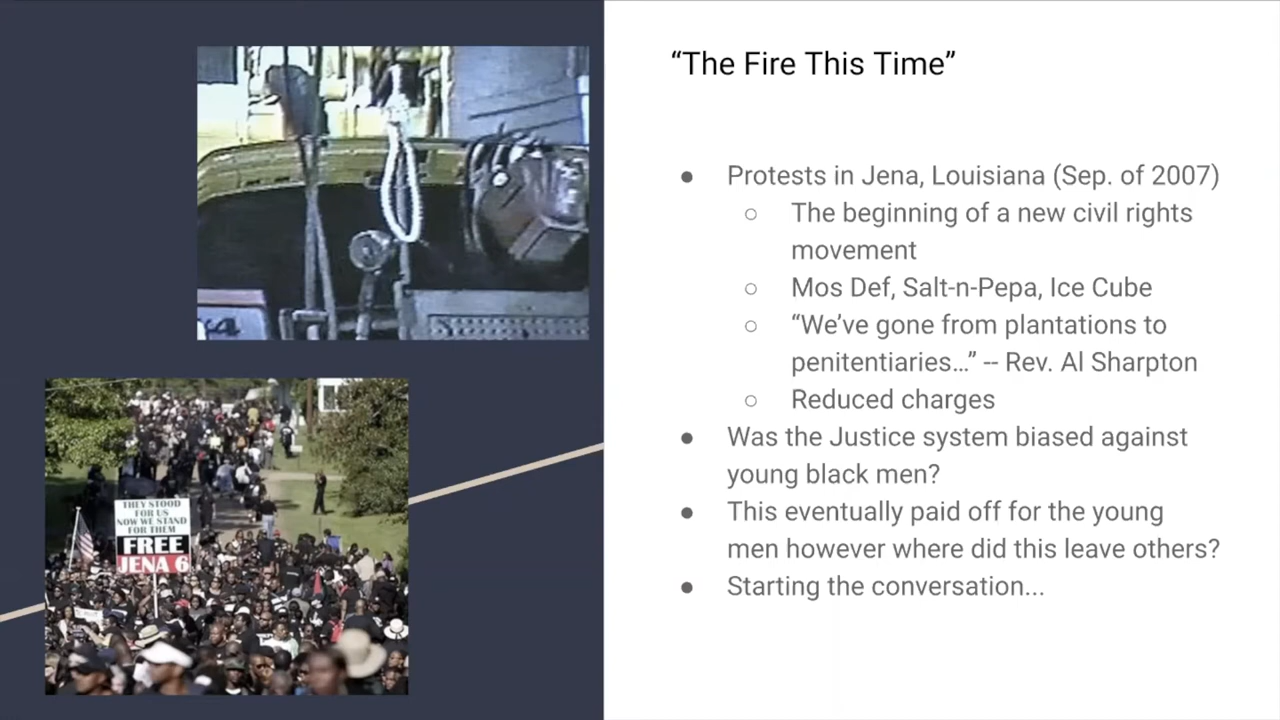 “The Fire This Time”
● Protests in Jena, Louisiana (Sep. of 2007)
○ The beginning of a new civil rights
movement
○ Mos Def, Salt-n-Pepa, Ice Cube
○ “We’ve gone from plantations to
penitentiaries…” -- Rev. Al Sharpton
○ Reduced charges
● Was the Justice system biased against
young black men?
● This eventually paid off for the young
men however where did this leave others?
● Starting the conversation...
THEY STOOD
FOR US
NOW WE STAND
FOR THEM
FREE
JENA 6